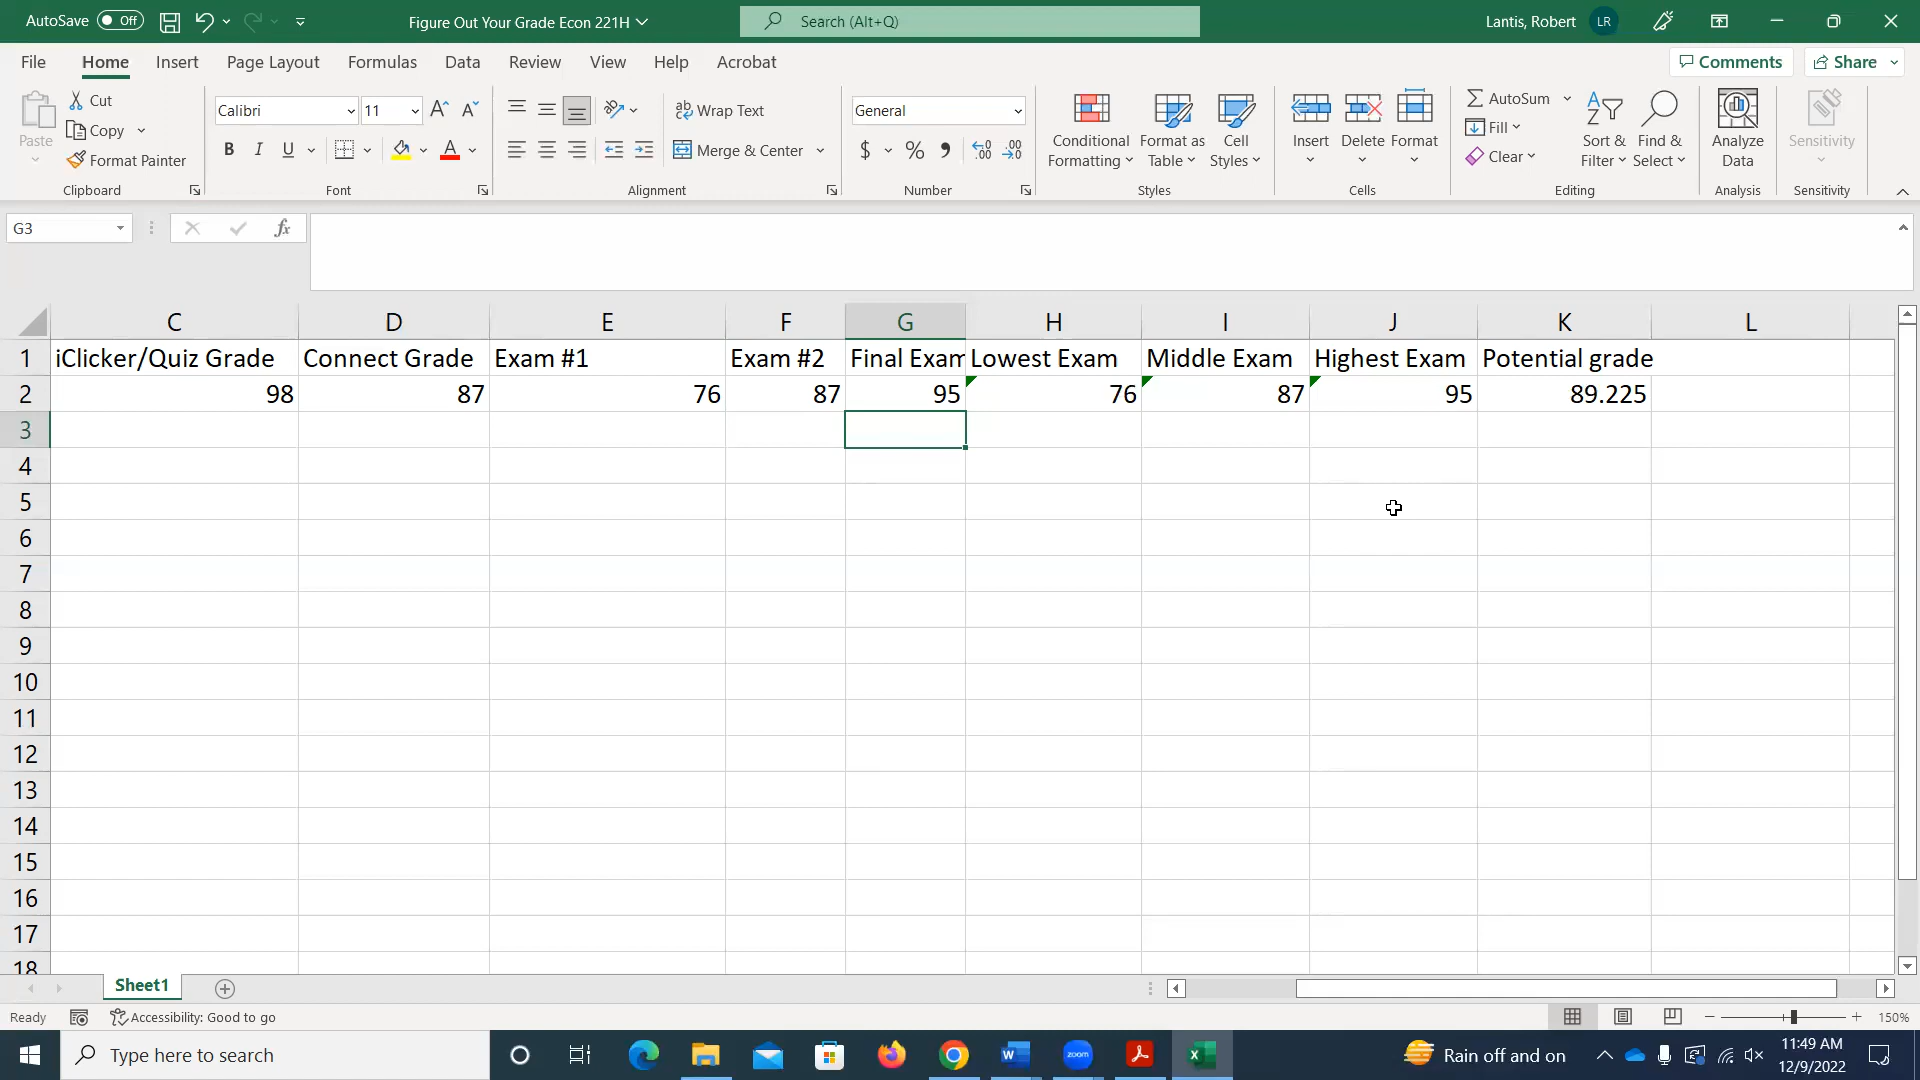 AutoSave Off
Figure Out Your Grade Econ 221H
Search (Alt+Q)
Lantis, Robert LR
File Home Insert Page Layout Formulas Data Review View Help Acrobat
Comments Share
Paste
Cut
Copy
Format Painter
Clipboard
Calibri 11
B I U
Font
Wrap Text
Merge & Center
Alignment
General
$ % ,
Number
Conditional Formatting
Format as Table
Cell Styles
Styles
Insert Delete Format
Cells
AutoSum
Fill
Clear
Sort & Filter
Find & Select
Editing
Analyze Data
Analysis
Sensitivity
Sensitivity
G3 fx
C D E F G H I J K L
1 iClicker/Quiz Grade Connect Grade Exam #1 Exam #2 Final Exam Lowest Exam Middle Exam Highest Exam Potential grade
2 98 87 76 87 95 76 87 95 89.225
3
4
5
6
7
8
9
10
11
12
13
14
15
16
17
18
Sheet1
Ready Accessibility: Good to go 150%
Type here to search
zoom
Rain off and on
11:49 AM
12/9/2022